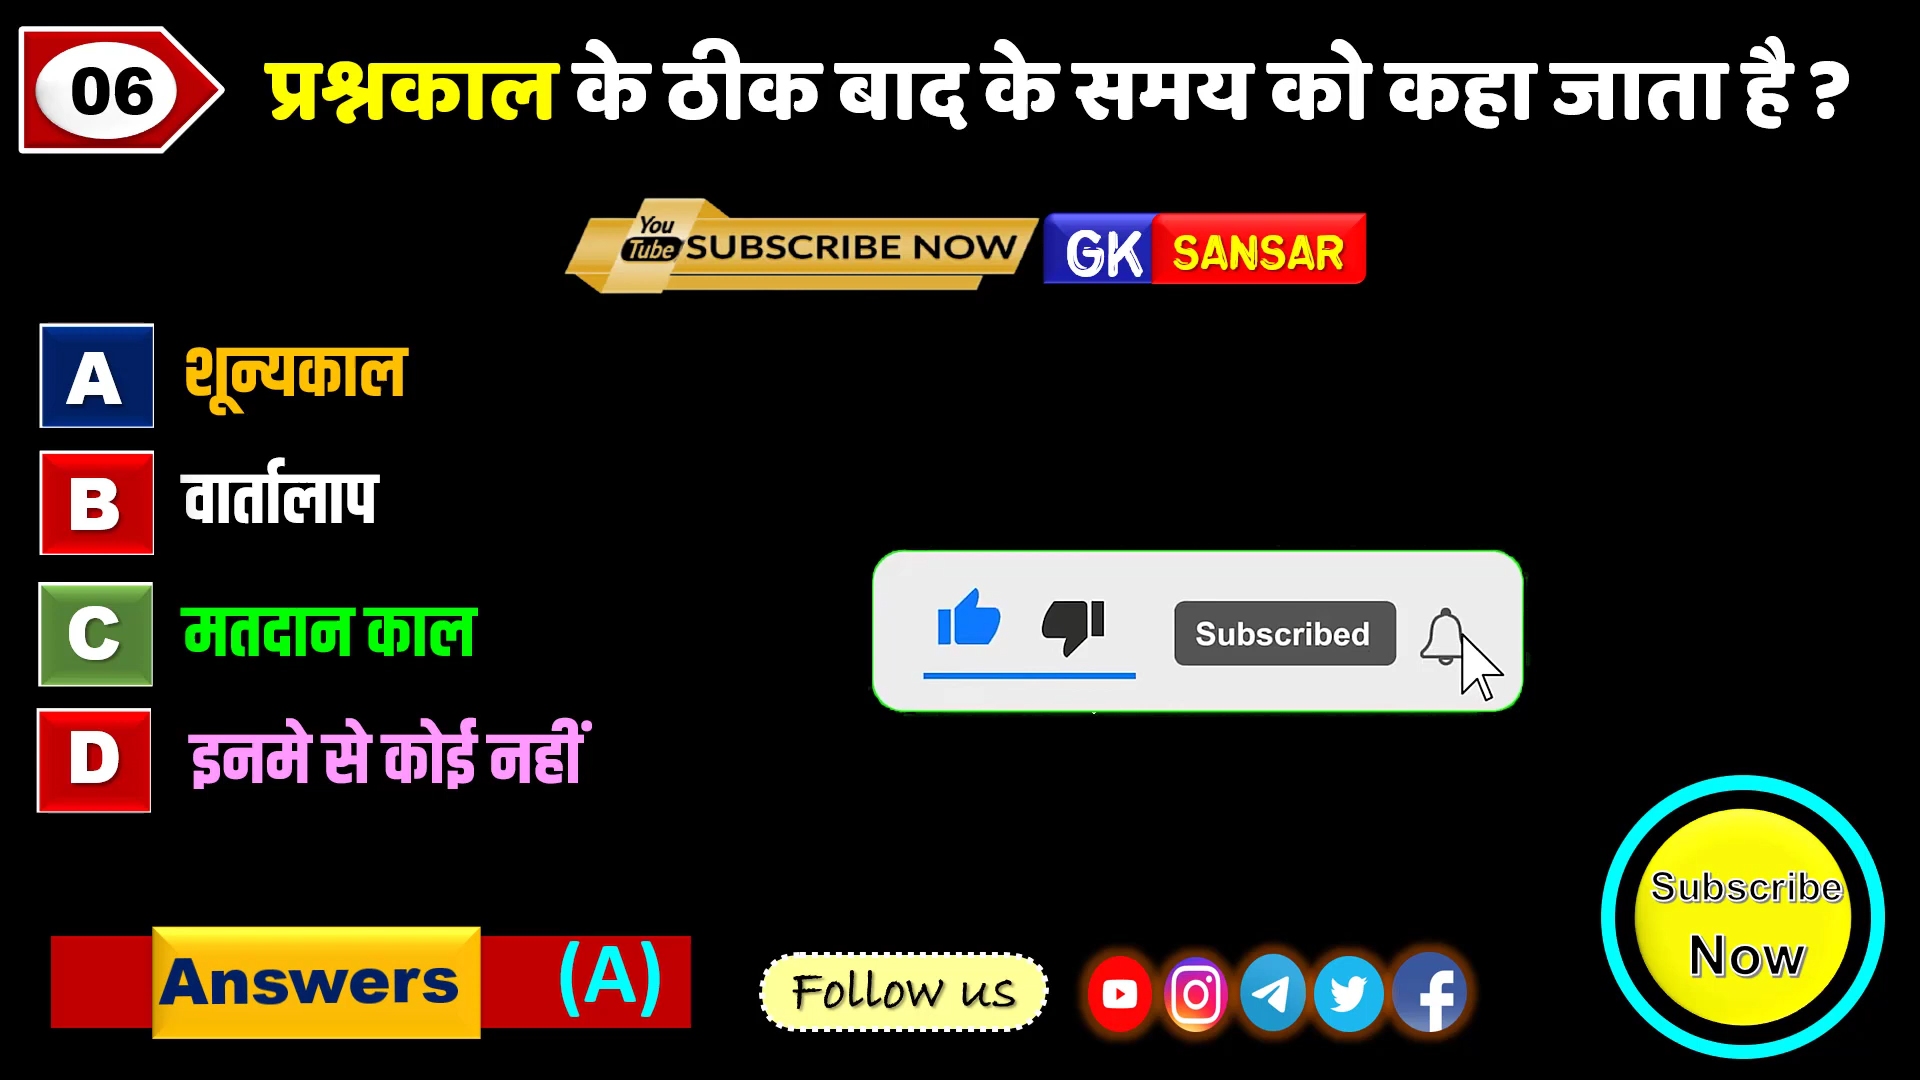 06
प्रश्नकाल के ठीक बाद के समय को कहा जाता है ?
You
Tube SUBSCRIBE NOW
GK SANSAR
A शून्यकाल
B वार्तालाप
C मतदान काल
D इनमे से कोई नहीं
Subscribed
Answers (A)
Follow us
Subscribe
Now